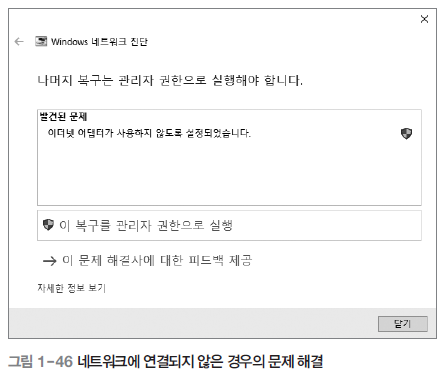 Windows 네트워크 진단
나머지 복구는 관리자 권한으로 실행해야 합니다.
발견된 문제
이더넷 어댑터가 사용하지 않도록 설정되었습니다.
이 복구를 관리자 권한으로 실행
이 문제 해결사에 대한 피드백 제공
자세한 정보 보기
닫기
그림 1-46 네트워크에 연결되지 않은 경우의 문제 해결